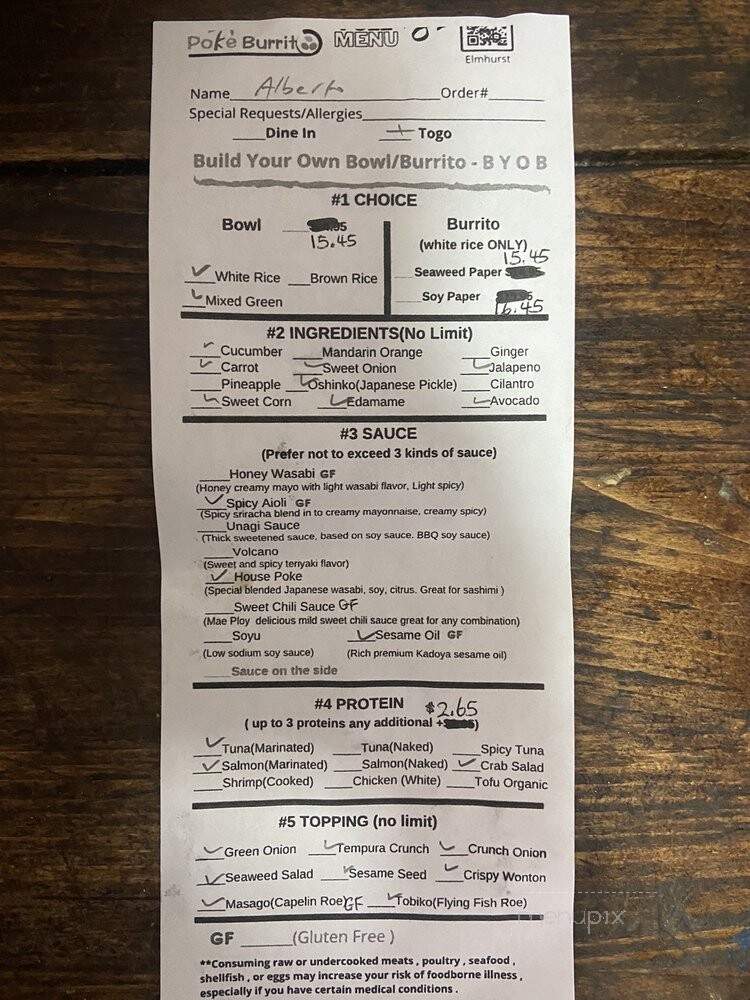 Poké Burrito MENU
Elmhurst
Name Alberto Order#
Special Requests/Allergies
Dine In + Togo
Build Your Own Bowl/Burrito - B Y O B
#1 CHOICE
Bowl Burrito
15.45 (white rice ONLY)
15.45
✓ White Rice Brown Rice Seaweed Paper $
✓ Mixed Green Soy Paper
16.45
#2 INGREDIENTS(No Limit)
✓ Cucumber Mandarin Orange Ginger
✓ Carrot ✓ Sweet Onion ✓ Jalapeno
Pineapple ✓ Oshinko(Japanese Pickle) Cilantro
✓ Sweet Corn ✓ Edamame ✓ Avocado
#3 SAUCE
(Prefer not to exceed 3 kinds of sauce)
Honey Wasabi GF
(Honey creamy mayo with light wasabi flavor, Light spicy)
✓ Spicy Aioli GF
(Spicy sriracha blend in to creamy mayonnaise, creamy spicy)
Unagi Sauce
(Thick sweetened sauce, based on soy sauce. BBQ soy sauce)
Volcano
(Sweet and spicy teriyaki flavor)
✓ House Poke
(Special blended Japanese wasabi, soy, citrus. Great for sashimi )
Sweet Chili Sauce GF
(Mae Ploy delicious mild sweet chili sauce great for any combination)
Soyu ✓ Sesame Oil GF
(Low sodium soy sauce) (Rich premium Kadoya sesame oil)
Sauce on the side
#4 PROTEIN $2.65
( up to 3 proteins any additional +$ )
✓ Tuna(Marinated) Tuna(Naked) Spicy Tuna
✓ Salmon(Marinated) Salmon(Naked) ✓ Crab Salad
Shrimp(Cooked) Chicken (White) Tofu Organic
#5 TOPPING (no limit)
✓ Green Onion ✓ Tempura Crunch ✓ Crunch Onion
✓ Seaweed Salad ✓ Sesame Seed ✓ Crispy Wonton
✓ Masago(Capelin Roe) GF ✓ Tobiko(Flying Fish Roe)
menupix
GF (Gluten Free )
**Consuming raw or undercooked meats , poultry , seafood ,
shellfish , or eggs may increase your risk of foodborne illness ,
especially if you have certain medical conditions .